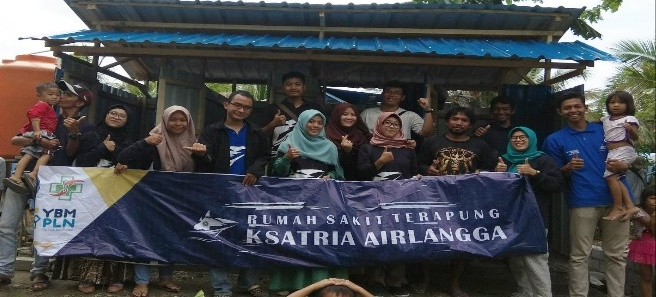 YBM
PLN
RUMAH SAKIT TERAPUNG
KSATRIA AIRLANGGA